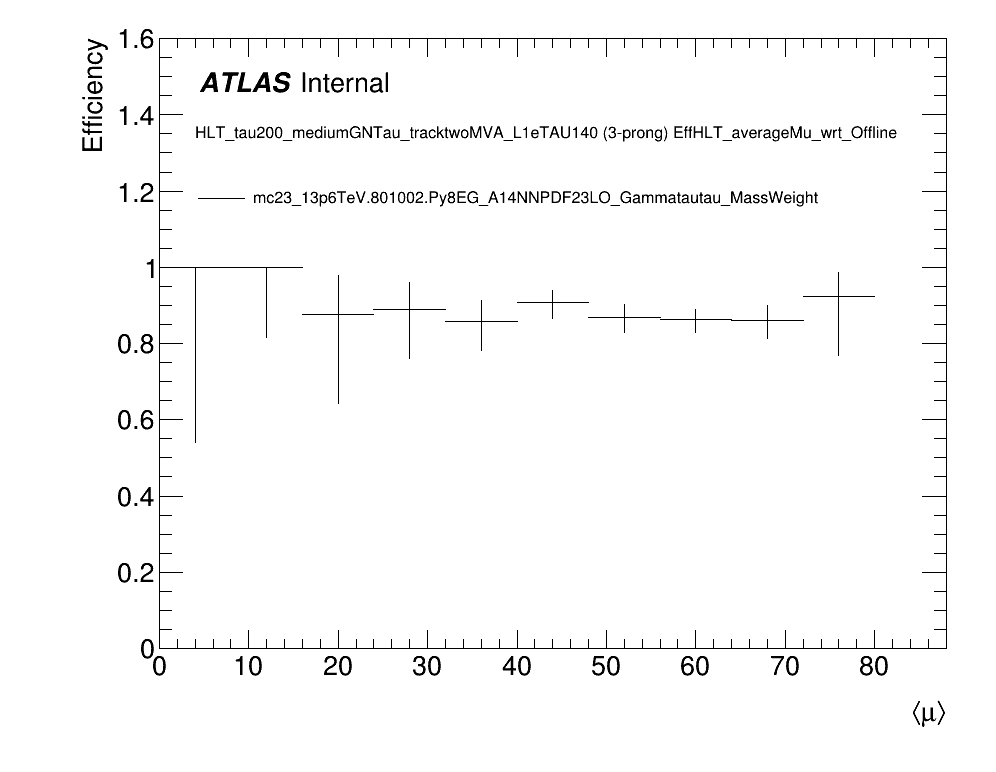 Efficiency
1.6
1.4
1.2
1
0.8
0.6
0.4
0.2
0
ATLAS Internal
HLT_tau200_mediumGNTau_tracktwoMVA_L1eTAU140 (3-prong) EffHLT_averageMu_wrt_Offline
mc23_13p6TeV.801002.Py8EG_A14NNPDF23LO_Gammatautau_MassWeight
0 10 20 30 40 50 60 70 80
⟨μ⟩